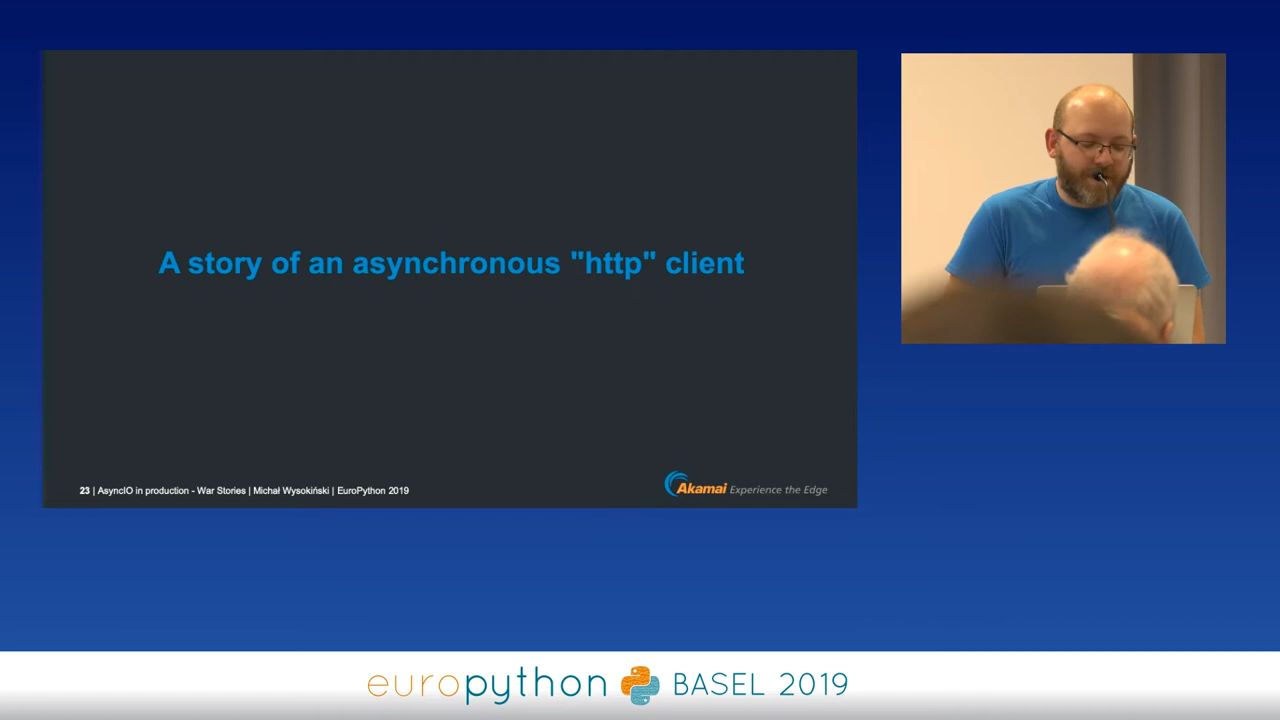 A story of an asynchronous "http" client
23 | AsyncIO in production - War Stories | Michał Wysokiński | EuroPython 2019
Akamai Experience the Edge
europython BASEL 2019